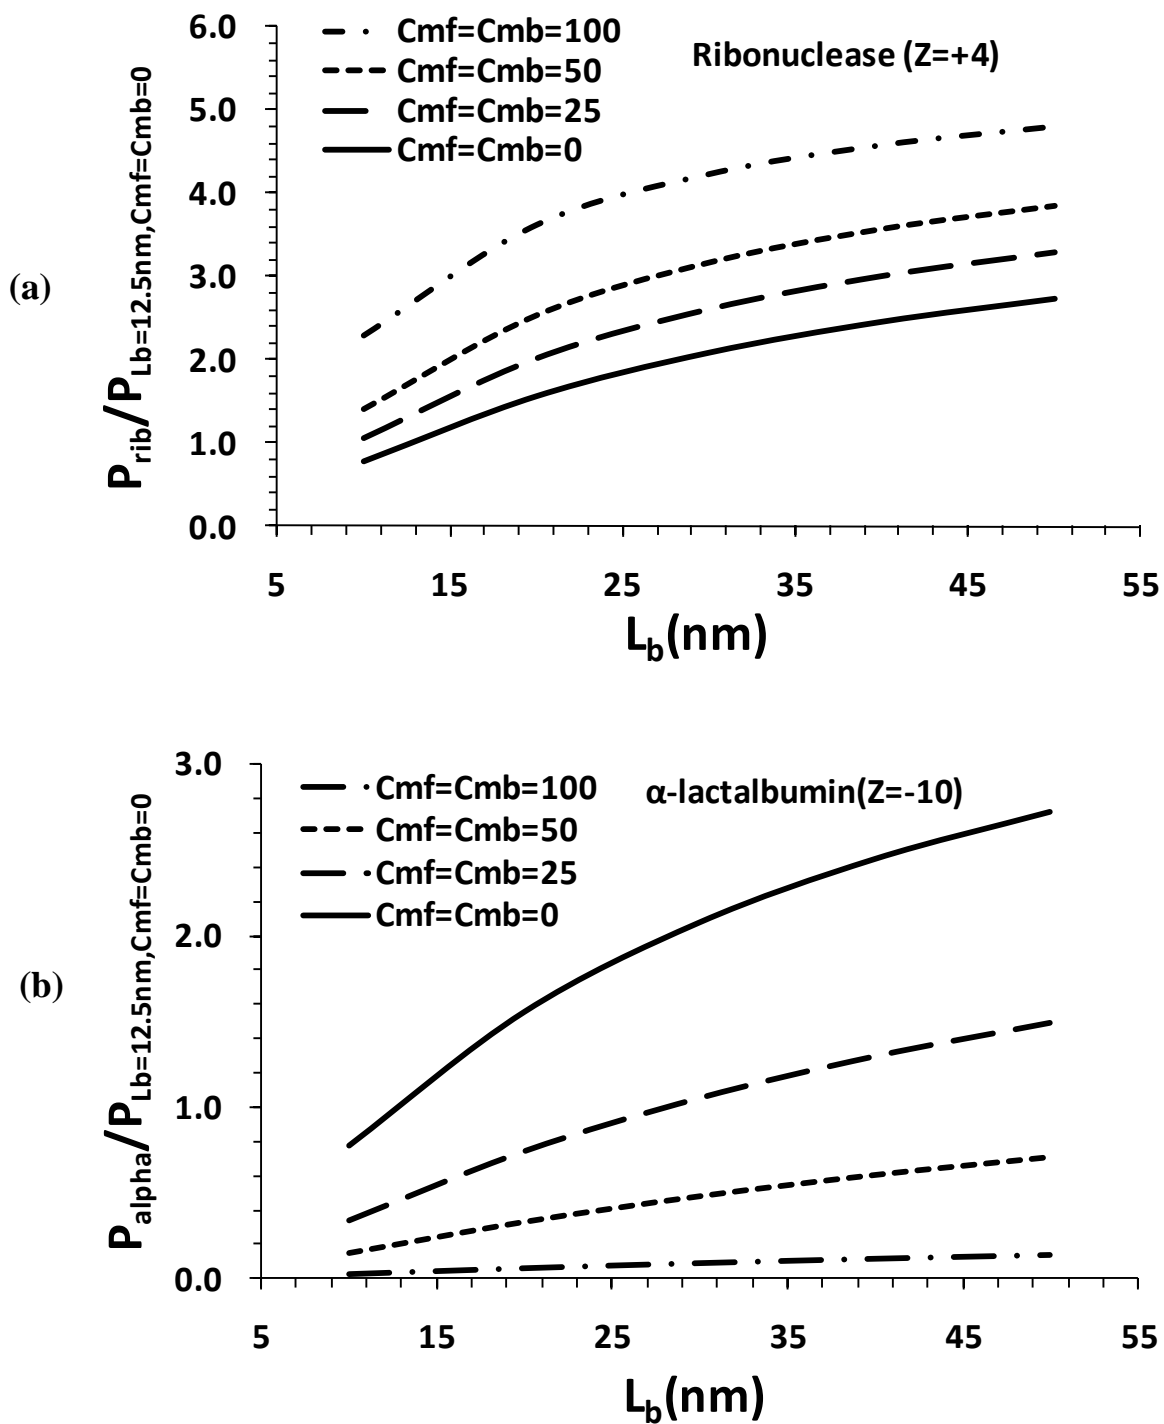 6.0
5.0
4.0
3.0
2.0
1.0
0.0
Cmf=Cmb=100
Cmf=Cmb=50
Cmf=Cmb=25
Cmf=Cmb=0
Ribonuclease (Z=+4)
(a)
Prib/PLb=12.5nm,Cmf=Cmb=0
5 15 25 35 45 55
Lb(nm)
3.0
2.0
1.0
0.0
Cmf=Cmb=100
Cmf=Cmb=50
Cmf=Cmb=25
Cmf=Cmb=0
α-lactalbumin(Z=-10)
(b)
Palpha/PLb=12.5nm,Cmf=Cmb=0
5 15 25 35 45 55
Lb(nm)